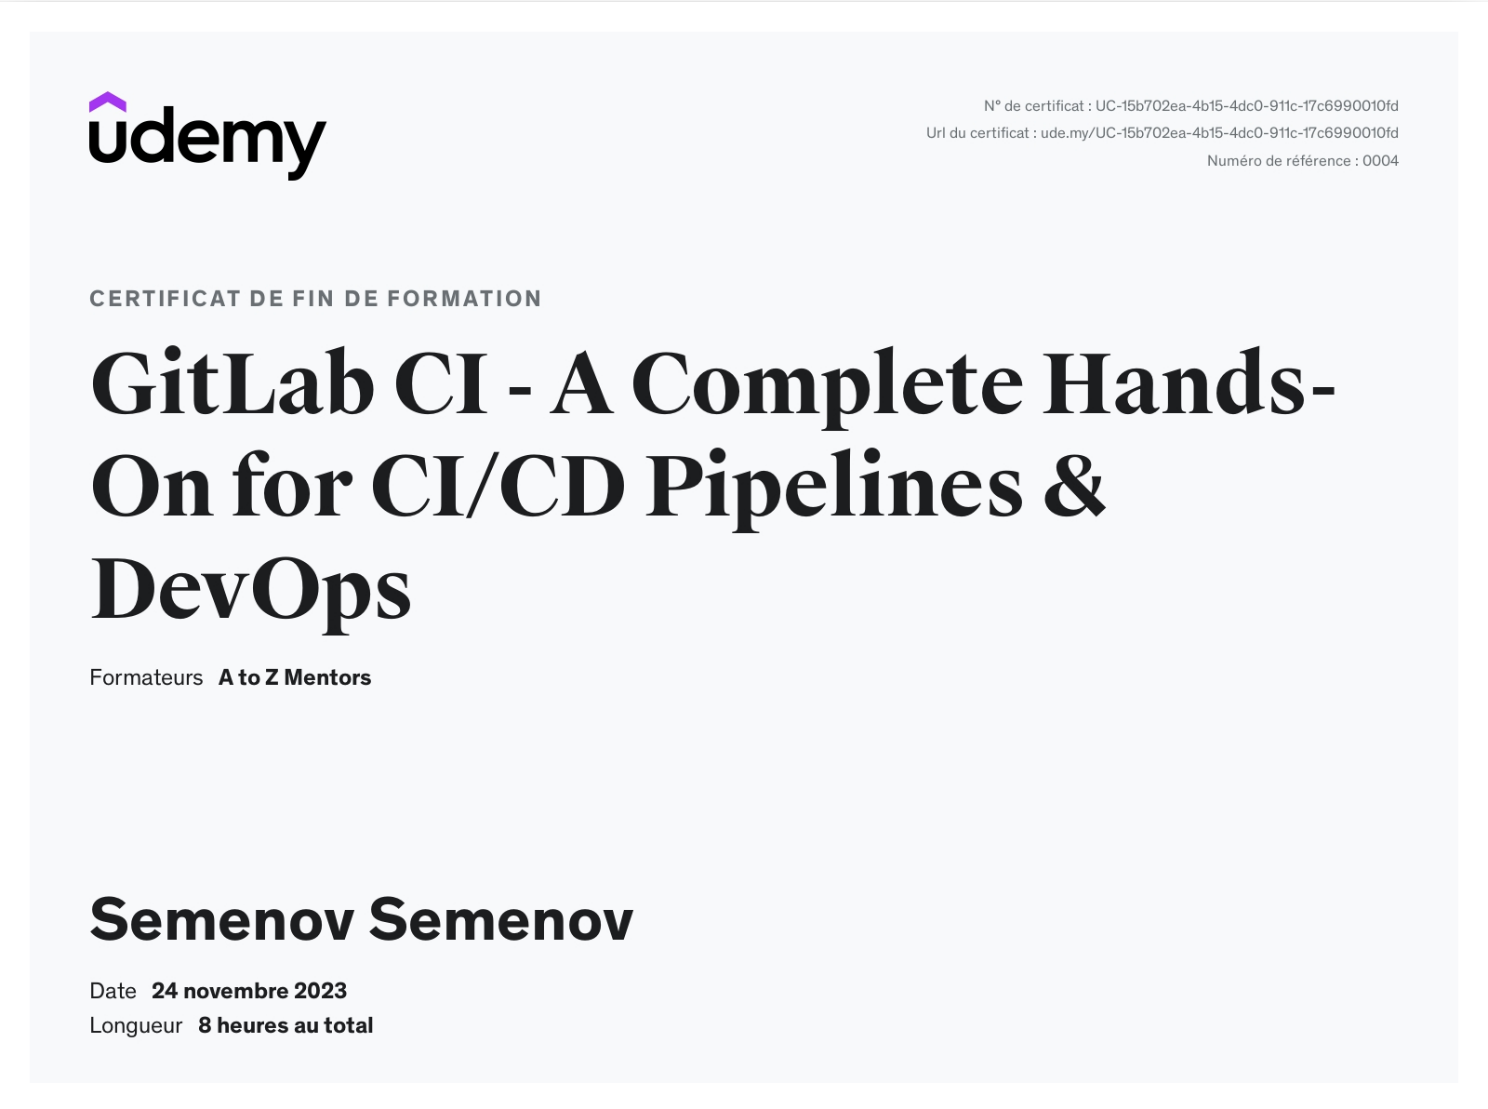 udemy
N° de certificat : UC-15b702ea-4b15-4dc0-911c-17c6990010fd
Url du certificat : ude.my/UC-15b702ea-4b15-4dc0-911c-17c6990010fd
Numéro de référence : 0004
CERTIFICAT DE FIN DE FORMATION
GitLab CI - A Complete Hands-
On for CI/CD Pipelines &
DevOps
Formateurs A to Z Mentors
Semenov Semenov
Date 24 novembre 2023
Longueur 8 heures au total